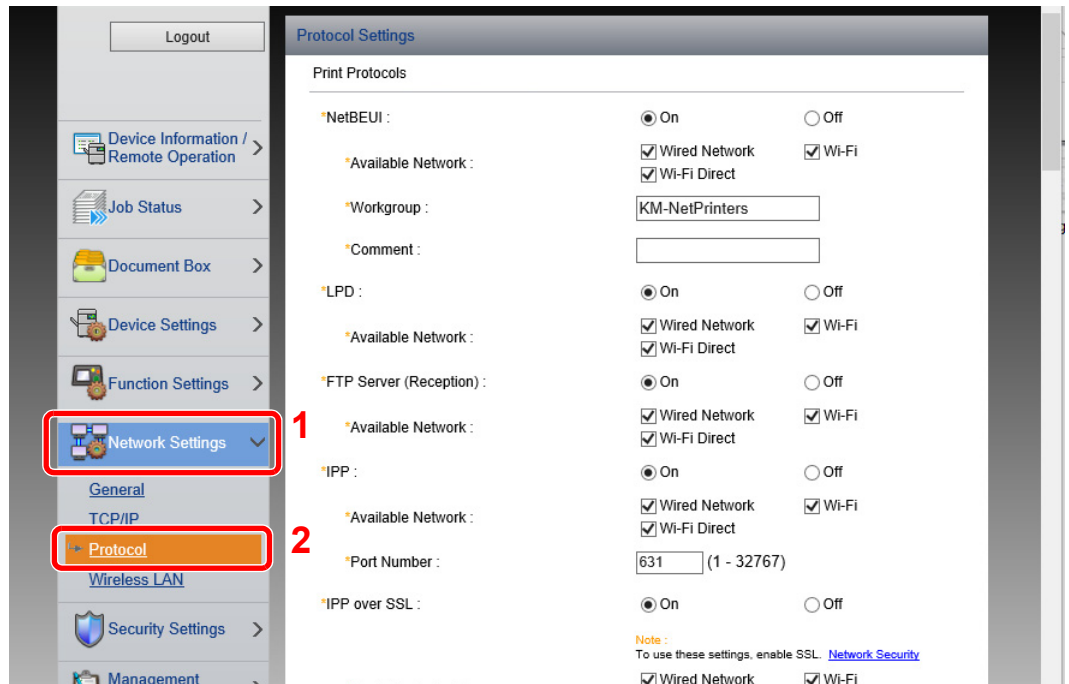 Logout
Device Information /
Remote Operation
Job Status
Document Box
Device Settings
Function Settings
Network Settings
1
General
TCP/IP
Protocol
2
Wireless LAN
Security Settings
Management
Protocol Settings
Print Protocols
*NetBEUI : On Off
*Available Network : Wired Network Wi-Fi
Wi-Fi Direct
*Workgroup : KM-NetPrinters
*Comment :
*LPD : On Off
*Available Network : Wired Network Wi-Fi
Wi-Fi Direct
*FTP Server (Reception) : On Off
*Available Network : Wired Network Wi-Fi
Wi-Fi Direct
*IPP : On Off
*Available Network : Wired Network Wi-Fi
Wi-Fi Direct
*Port Number : 631 (1 - 32767)
*IPP over SSL : On Off
Note :
To use these settings, enable SSL. Network Security
Wired Network Wi-Fi